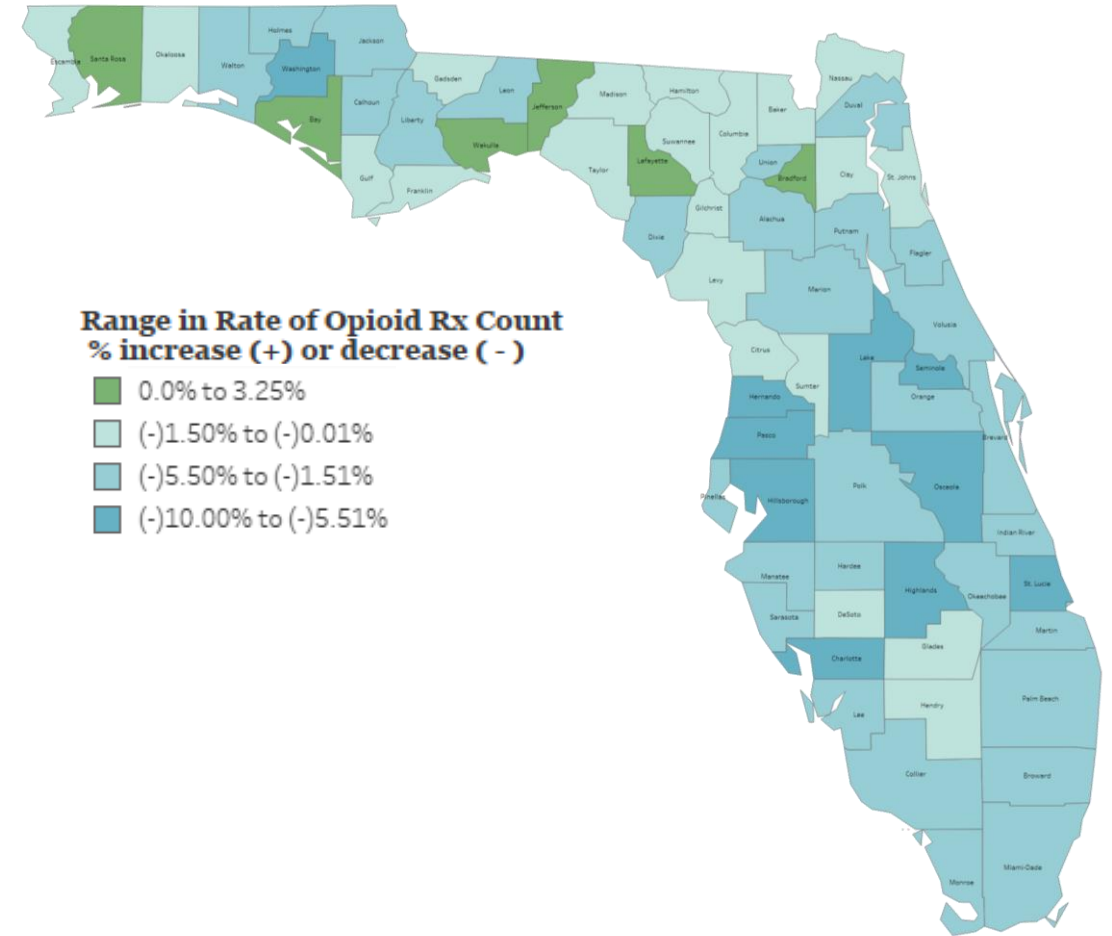 Range in Rate of Opioid Rx Count
% increase (+) or decrease ( - )
0.0% to 3.25%
(-)1.50% to (-)0.01%
(-)5.50% to (-)1.51%
(-)10.00% to (-)5.51%
Escambia
Santa Rosa
Okaloosa
Walton
Holmes
Washington
Jackson
Bay
Calhoun
Liberty
Gulf
Franklin
Gadsden
Leon
Wakulla
Jefferson
Madison
Taylor
Hamilton
Suwannee
Lafayette
Columbia
Baker
Union
Bradford
Nassau
Duval
Clay
St. Johns
Gilchrist
Dixie
Alachua
Putnam
Flagler
Levy
Marion
Volusia
Citrus
Sumter
Lake
Seminole
Orange
Hernando
Pasco
Brevard
Pinellas
Hillsborough
Polk
Osceola
Indian River
Manatee
Hardee
Highlands
Okeechobee
St. Lucie
Sarasota
DeSoto
Martin
Charlotte
Glades
Lee
Hendry
Palm Beach
Collier
Broward
Monroe
Miami-Dade